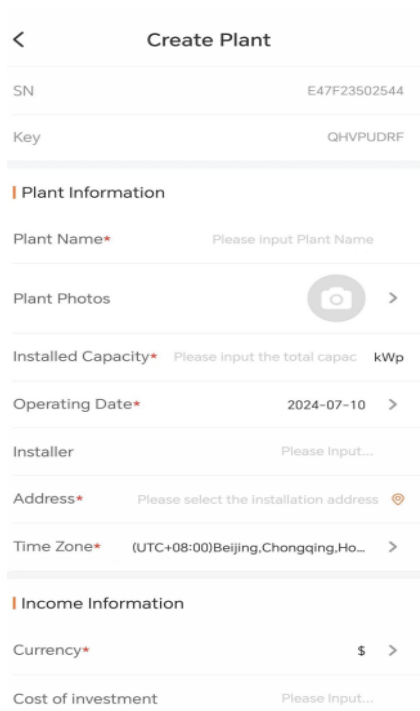 Create Plant
SN E47F23502544
Key QHVPUDRF
Plant Information
Plant Name* Please input Plant Name
Plant Photos
Installed Capacity* Please input the total capac kWp
Operating Date* 2024-07-10
Installer Please Input...
Address* Please select the installation address
Time Zone* (UTC+08:00)Beijing,Chongqing,Ho...
Income Information
Currency* $
Cost of investment Please Input...